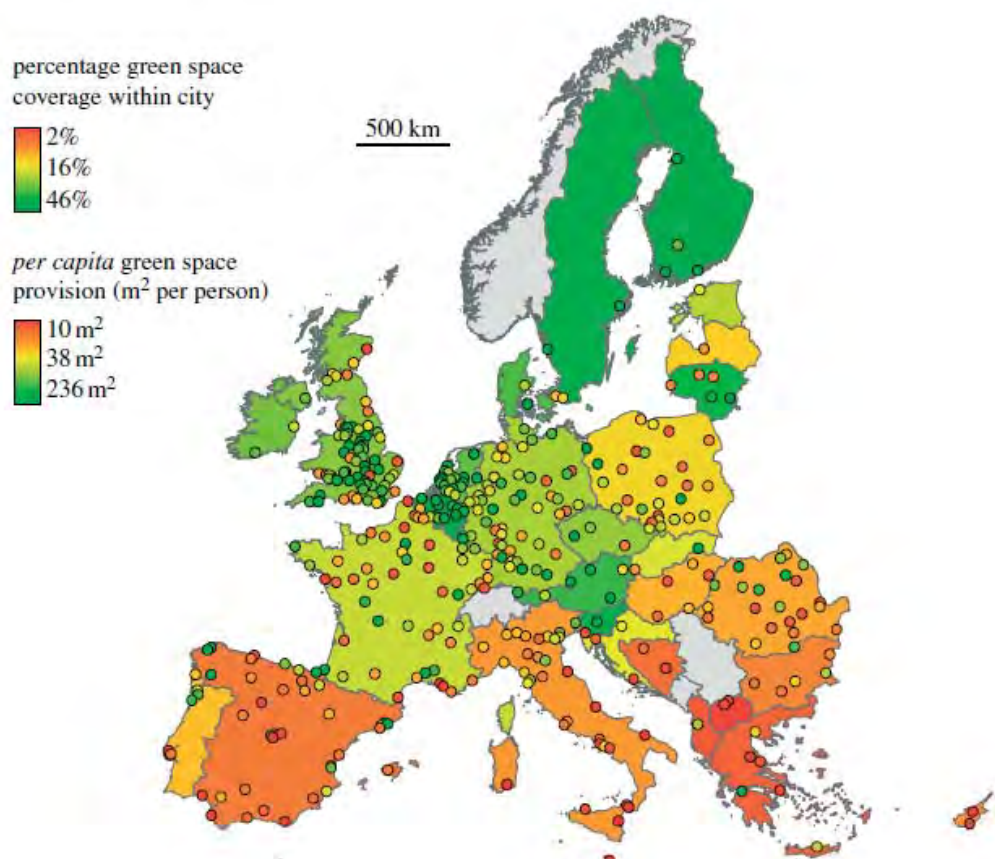 percentage green space
coverage within city
2%
16%
46%
500 km
per capita green space
provision (m² per person)
10 m²
38 m²
236 m²